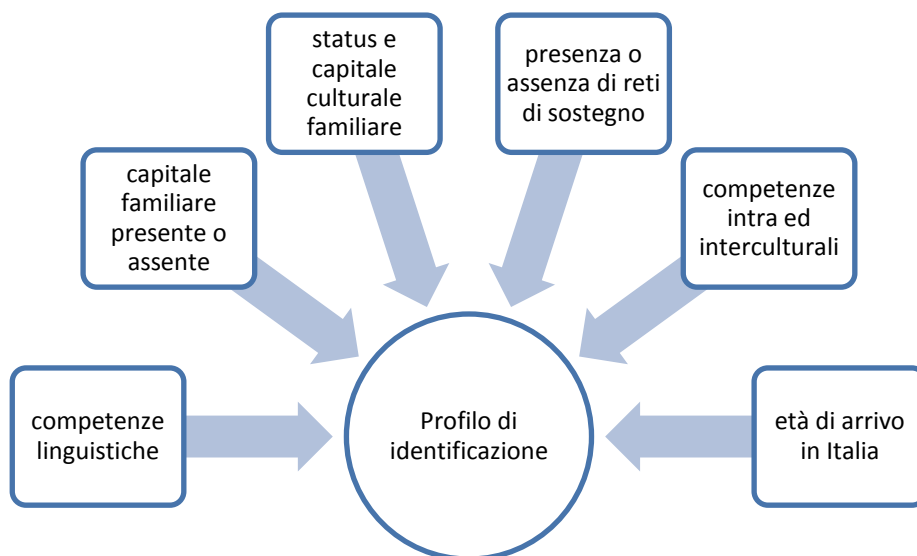 status e
capitale
culturale
familiare
presenza o
assenza di reti
di sostegno
capitale
familiare
presente o
assente
competenze
intra ed
interculturali
competenze
linguistiche
Profilo di
identificazione
età di arrivo
in Italia